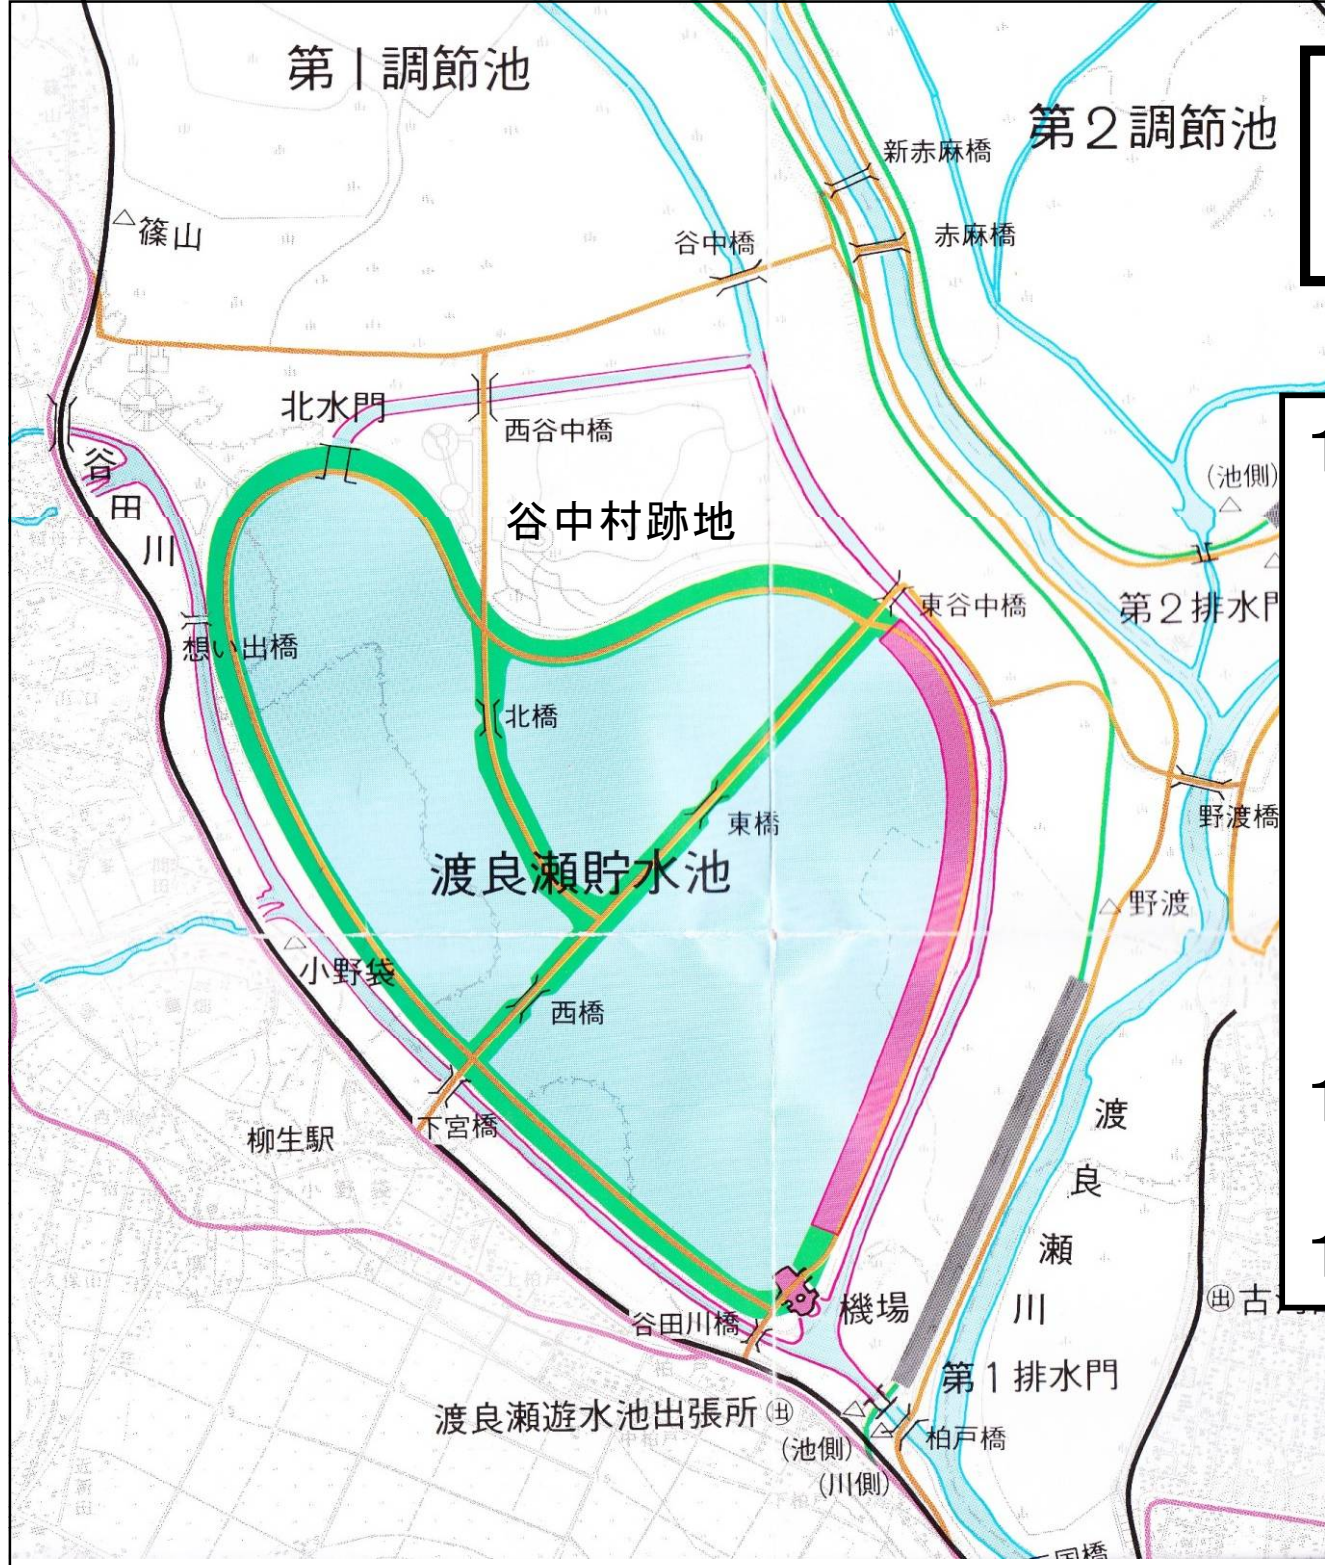 第1調節池
第2調節池
新赤麻橋
赤麻橋
谷中橋
篠山
北水門
西谷中橋
谷田川
(池側)
谷中村跡地
東谷中橋
第2排水門
想い出橋
北橋
東橋
野渡橋
渡良瀬貯水池
野渡
小野袋
西橋
下宮橋
柳生駅
渡良瀬川
機場
谷田川橋
出 古
第1排水門
渡良瀬遊水池出張所 出
(池側)
柏戸橋
(川側)
国橋